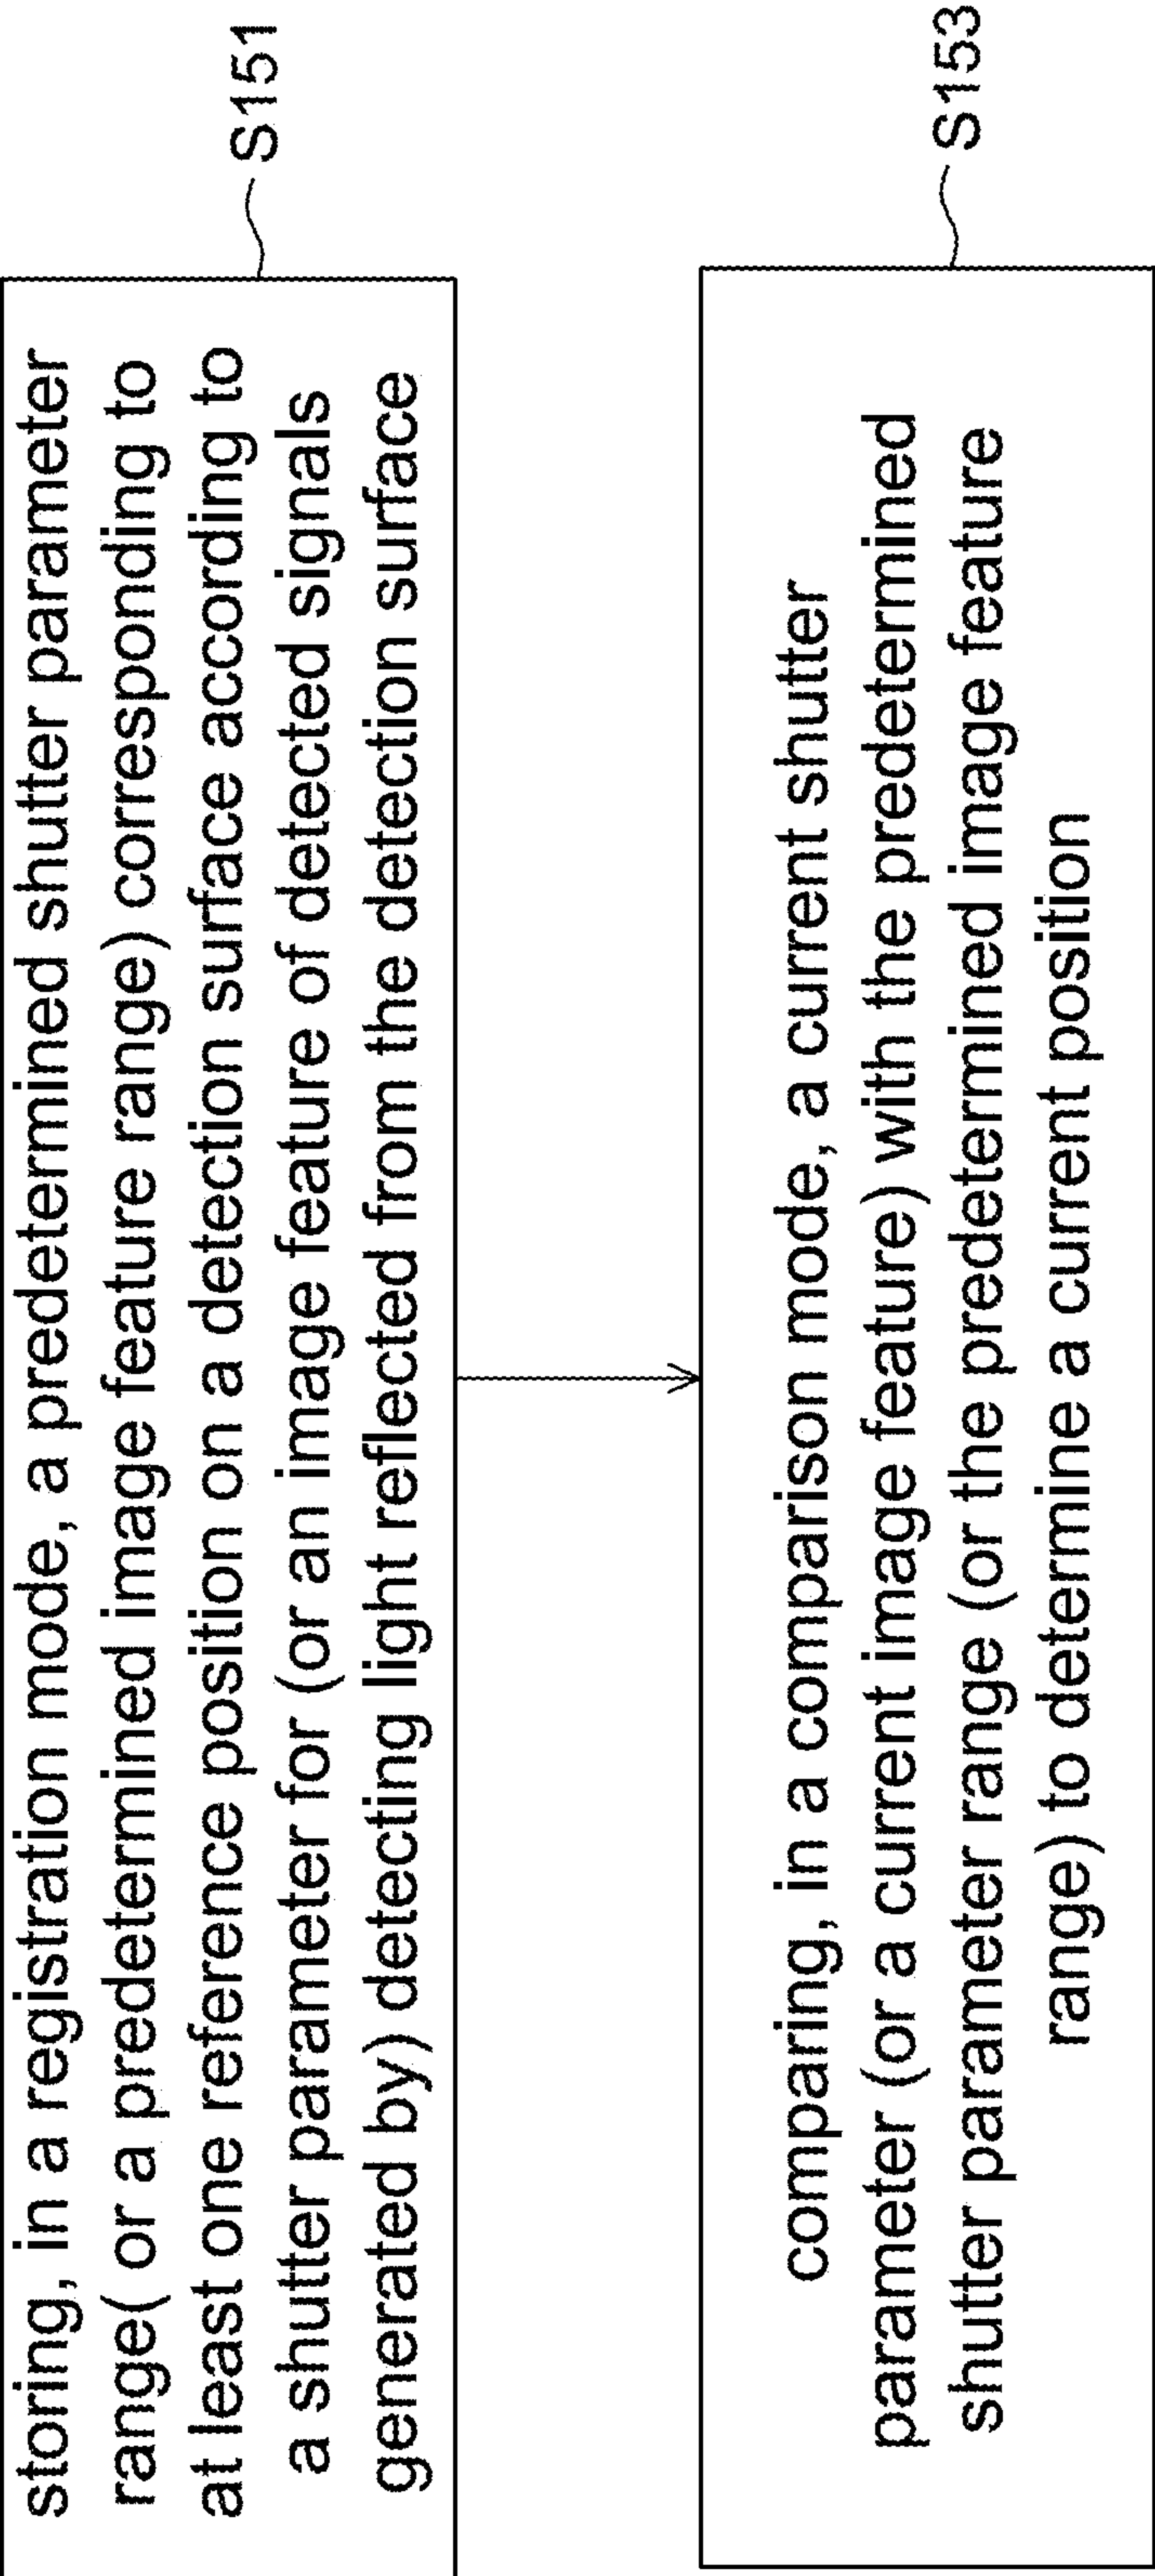 storing, in a registration mode, a predetermined shutter parameter
range( or a predetermined image feature range) corresponding to
at least one reference position on a detection surface according to
a shutter parameter for (or an image feature of detected signals
generated by) detecting light reflected from the detection surface
S151
comparing, in a comparison mode, a current shutter
parameter (or a current image feature) with the predetermined
shutter parameter range (or the predetermined image feature
range) to determine a current position
S153